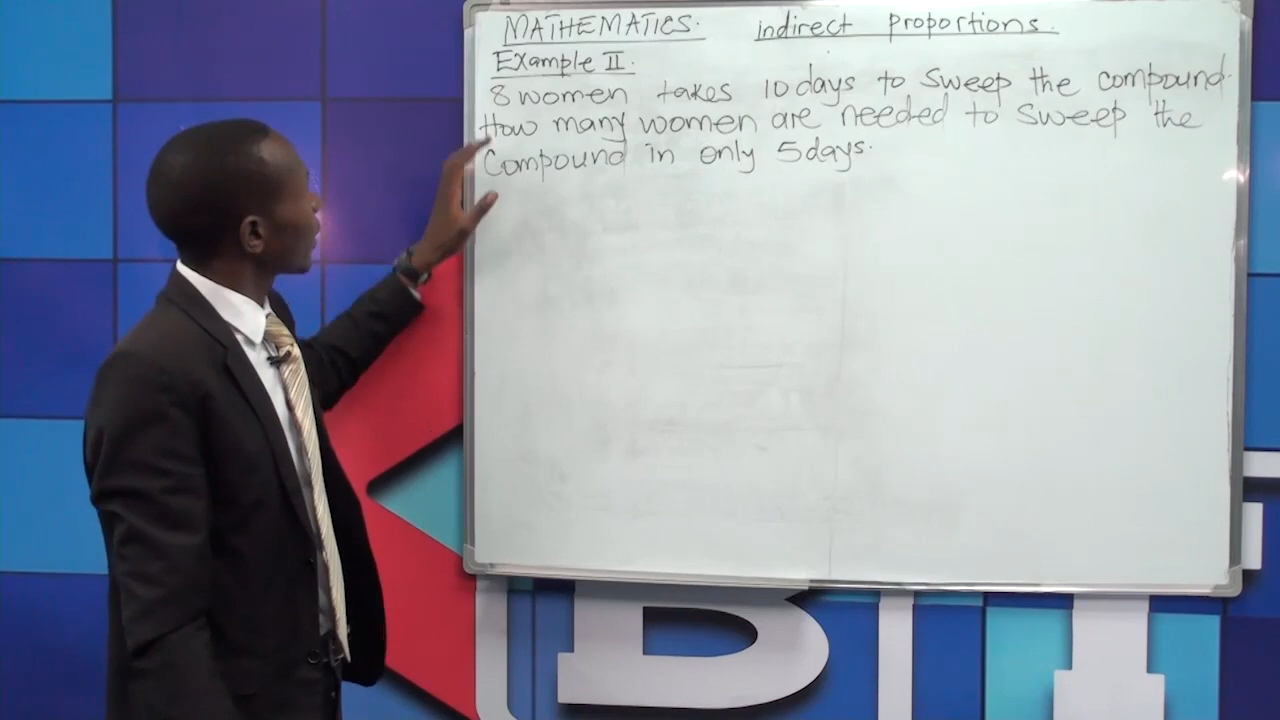 MATHEMATICS. indirect proportions.
Example II.
8 women takes 10 days to sweep the compound.
How many women are needed to sweep the
Compound in only 5 days.